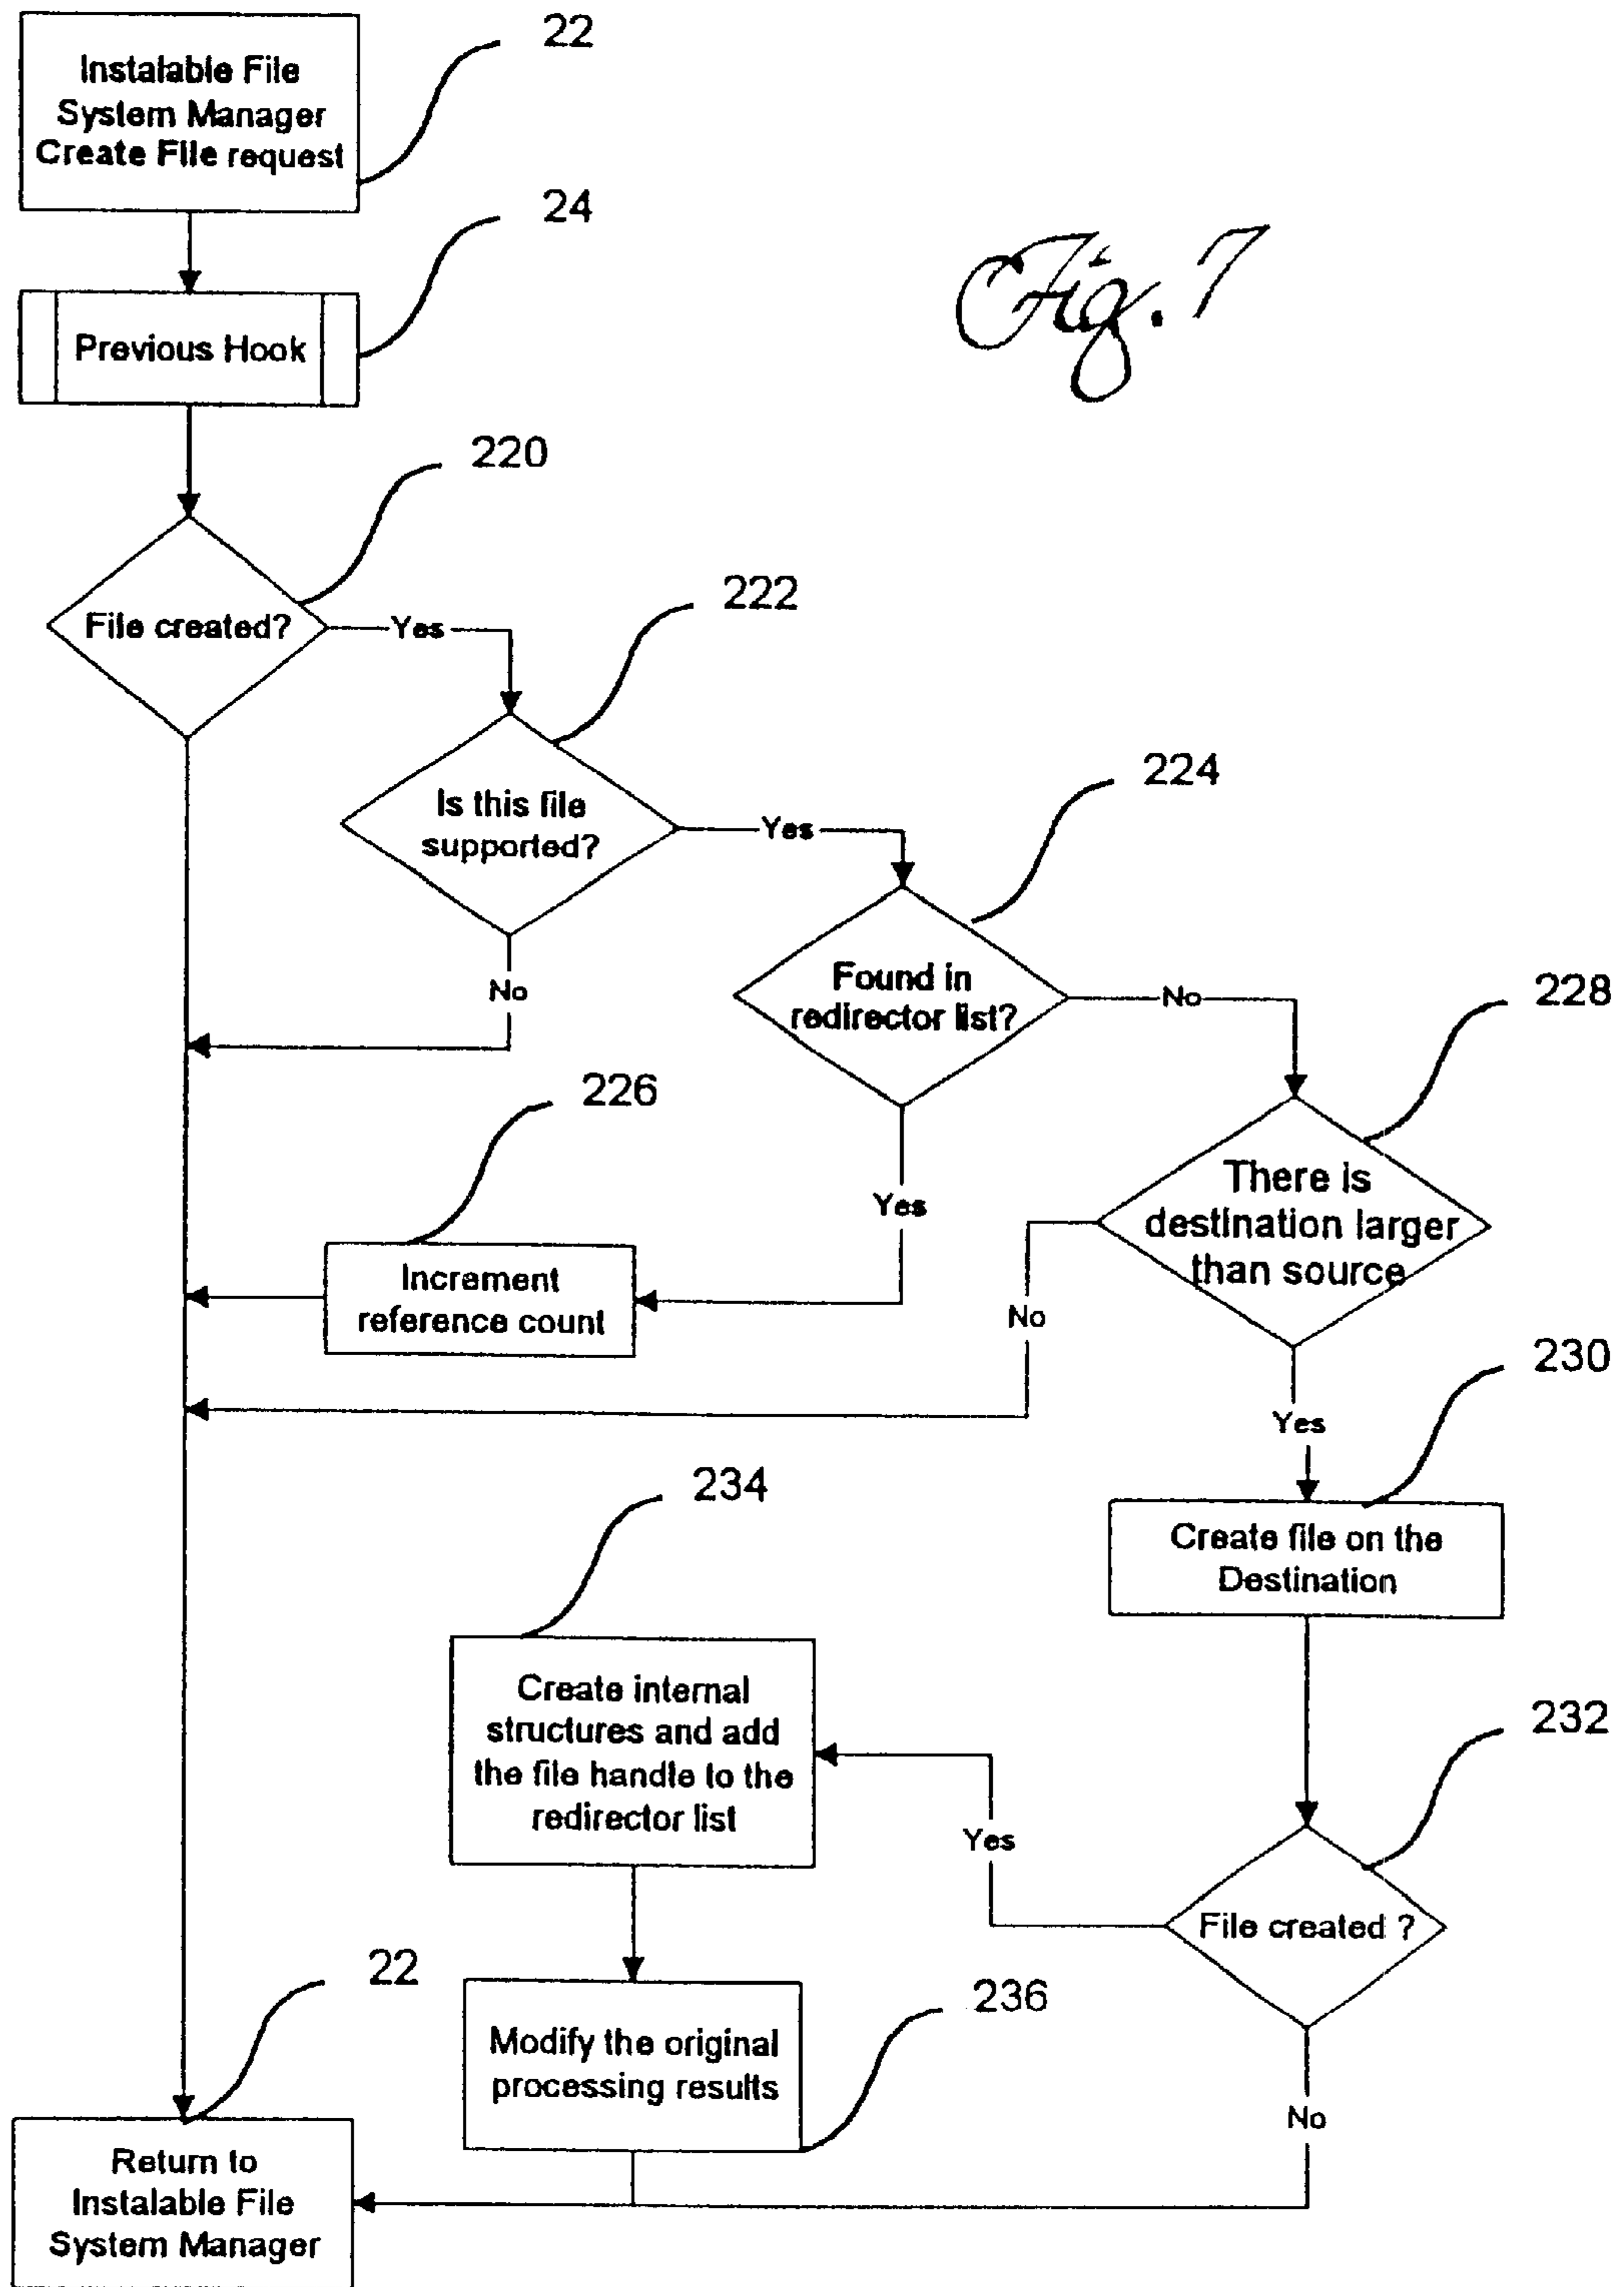 22
Instalable File
System Manager
Create File request
24
Fig. 7
Previous Hook
220
File created?
Yes
222
Is this file
supported?
Yes
224
No
Found in
redirector list?
No
228
226
Yes
There is
destination larger
than source
Increment
reference count
No
230
Yes
234
Create file on the
Destination
Create internal
structures and add
the file handle to the
redirector list
232
Yes
File created ?
22
236
Modify the original
processing results
No
Return to
Instalable File
System Manager